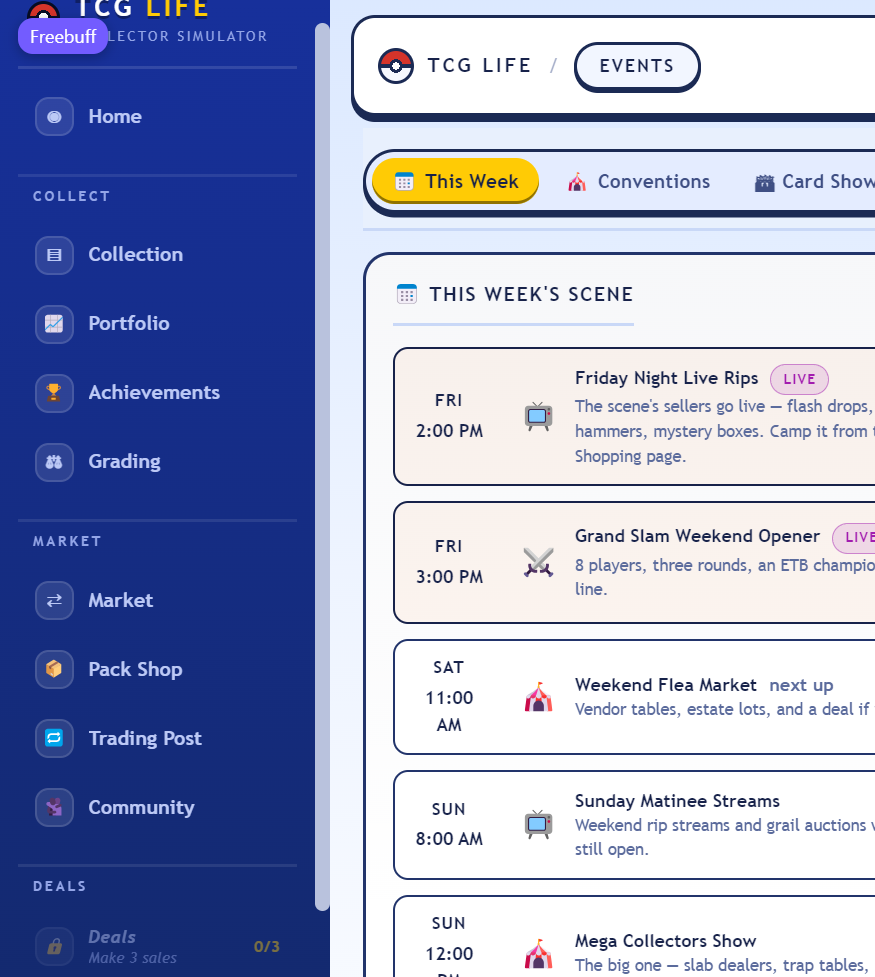 TCG LIFE
Freebuff
LECTOR SIMULATOR
Home
COLLECT
Collection
Portfolio
Achievements
Grading
MARKET
Market
Pack Shop
Trading Post
Community
DEALS
Deals
Make 3 sales
0/3
TCG LIFE / EVENTS
This Week
Conventions
Card Show
THIS WEEK'S SCENE
FRI
2:00 PM
Friday Night Live Rips LIVE
The scene's sellers go live — flash drops,
hammers, mystery boxes. Camp it from
Shopping page.
FRI
3:00 PM
Grand Slam Weekend Opener LIVE
8 players, three rounds, an ETB champio
line.
SAT
11:00
AM
Weekend Flea Market next up
Vendor tables, estate lots, and a deal if
SUN
8:00 AM
Sunday Matinee Streams
Weekend rip streams and grail auctions
still open.
SUN
12:00
PM
Mega Collectors Show
The big one — slab dealers, trap tables,